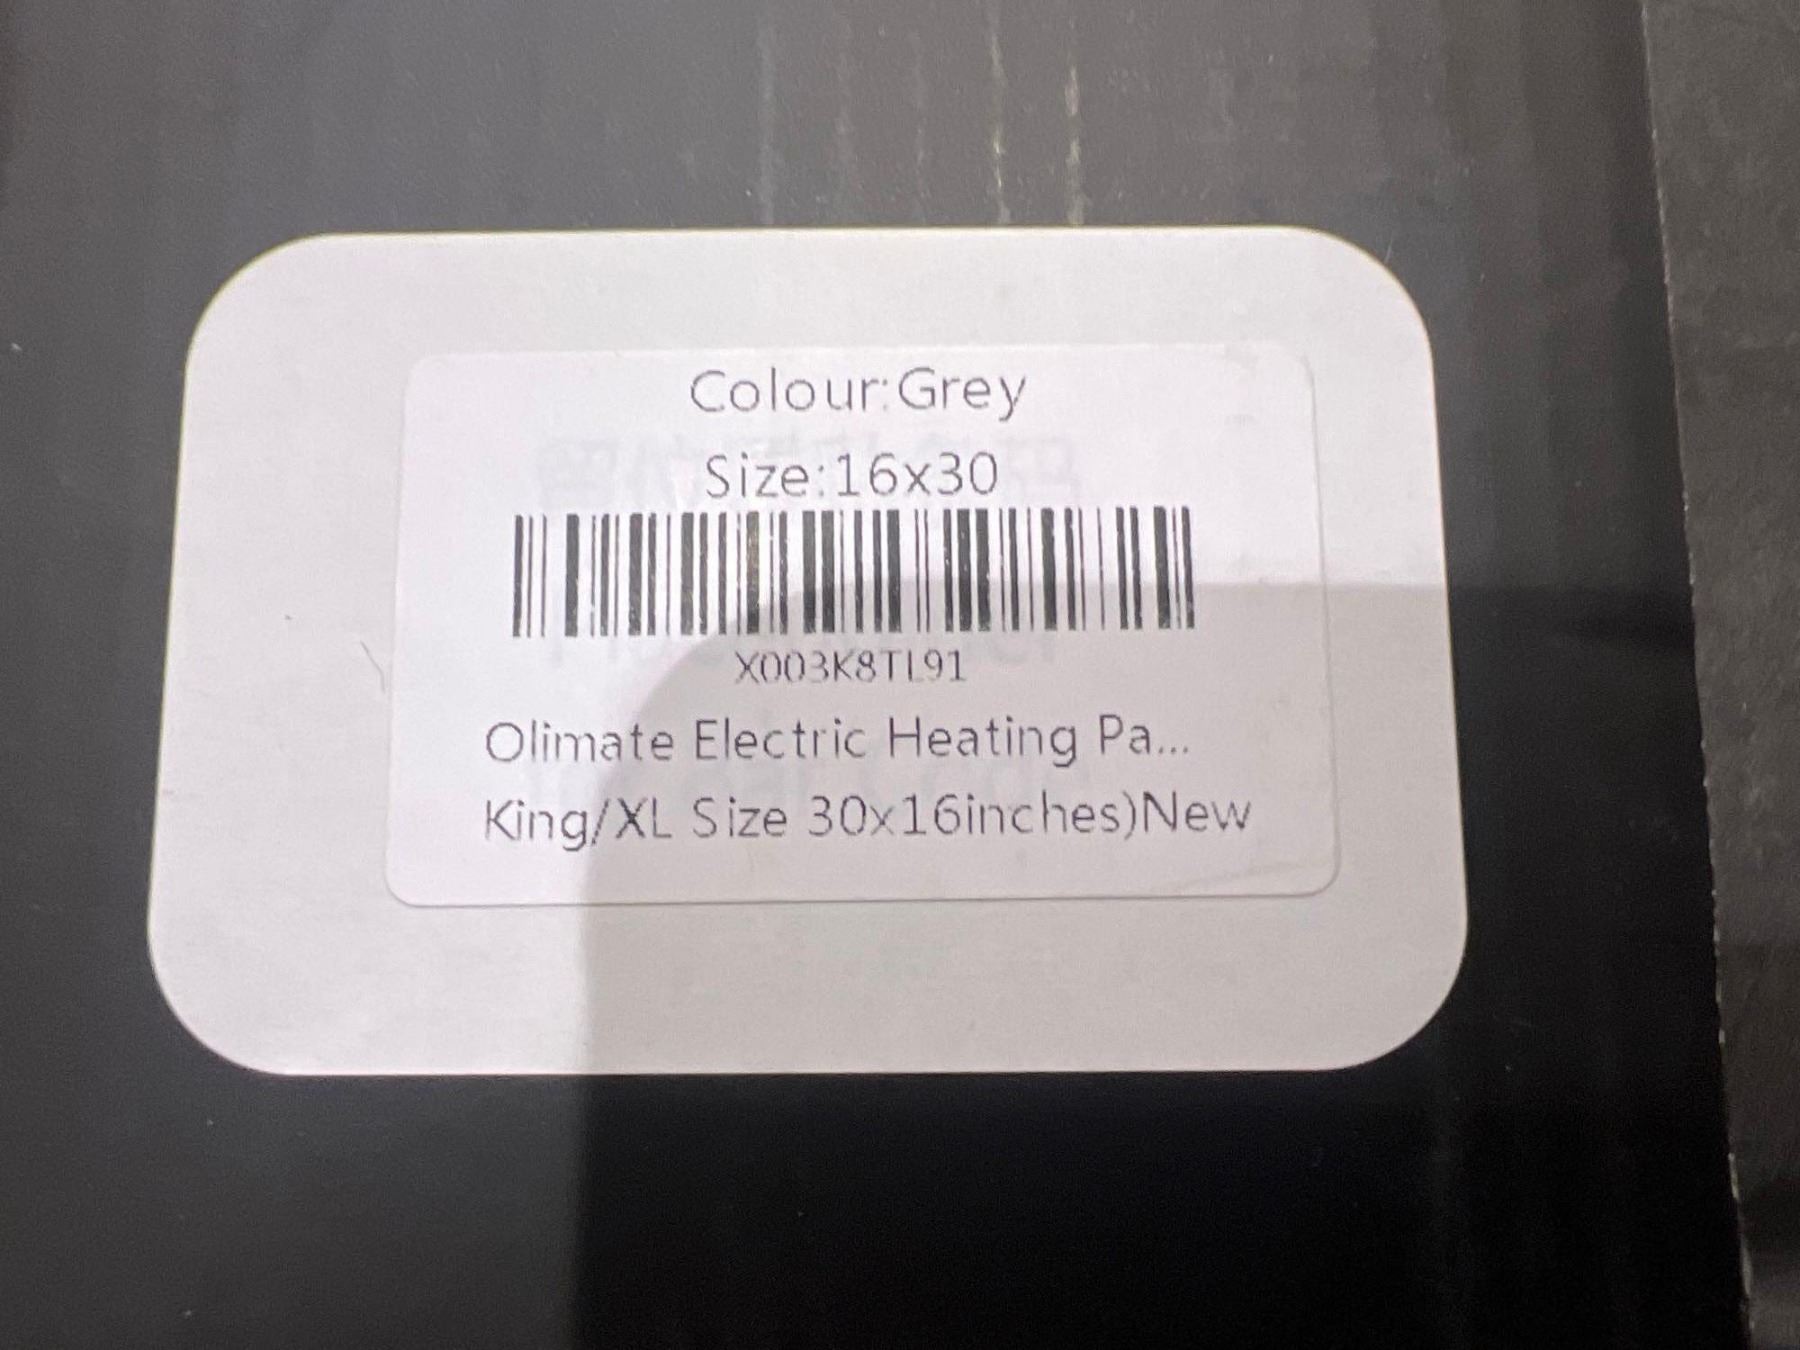 Colour:Grey
Size:16x30
X003K8TL91
Olimate Electric Heating Pa...
King/XL Size 30x16inches)New